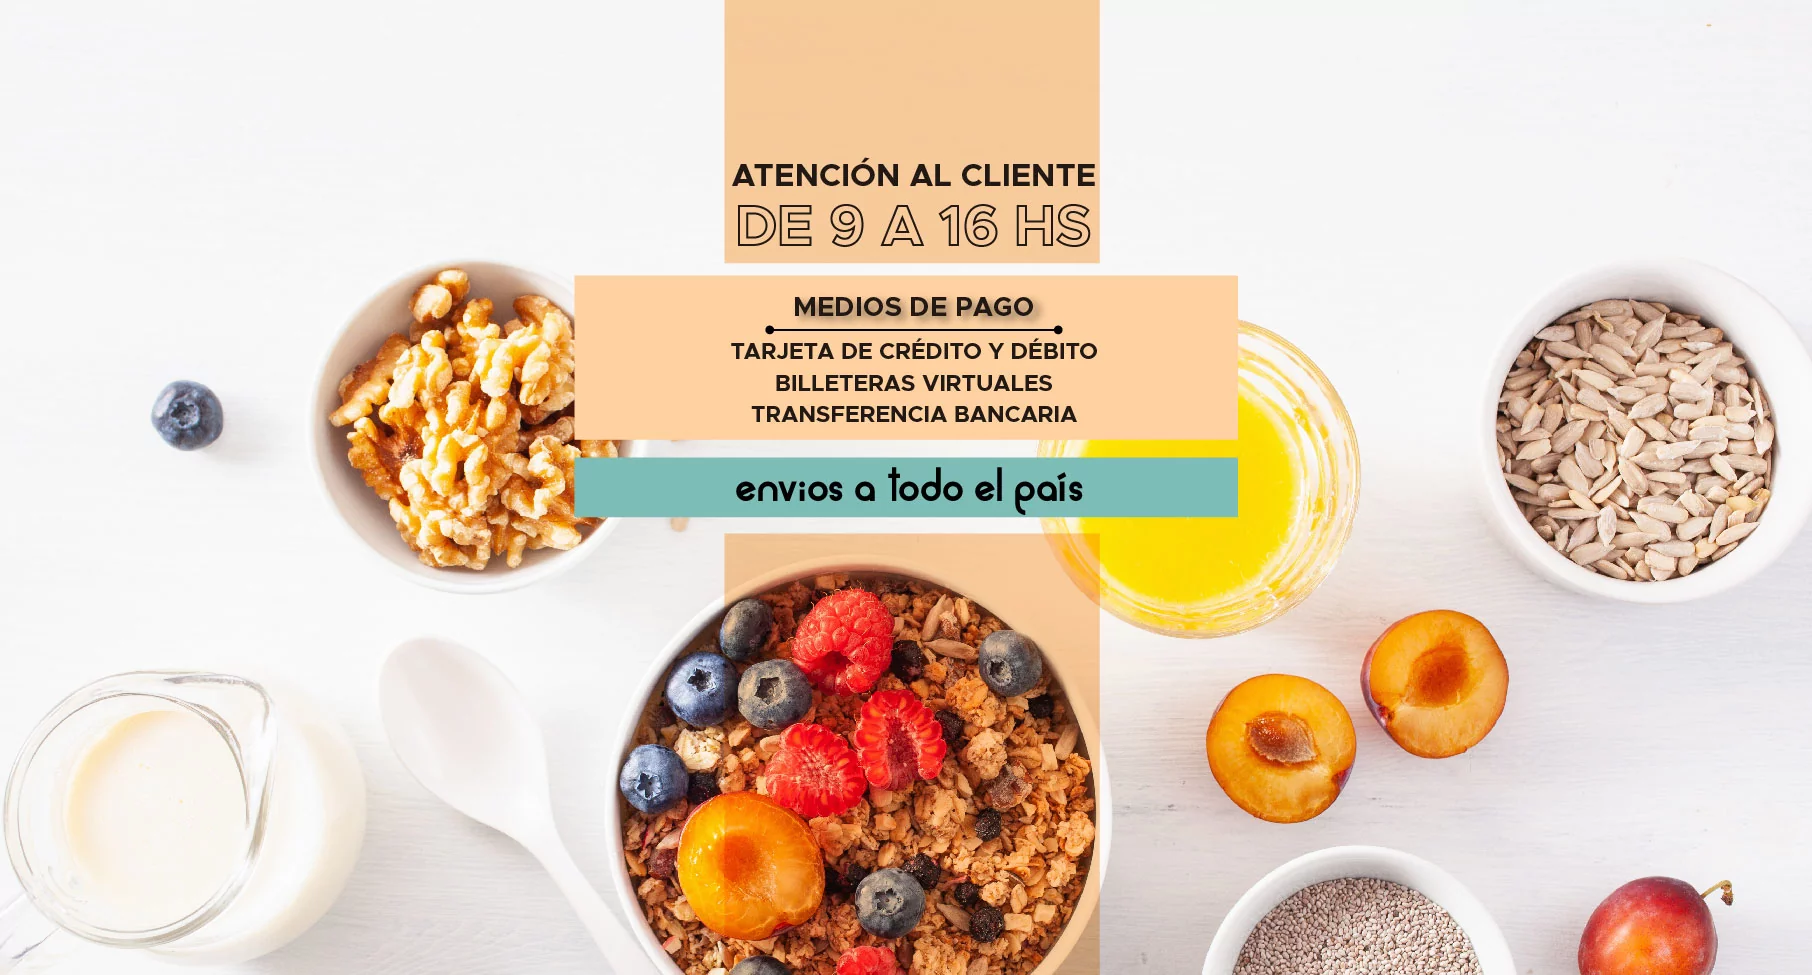 ATENCIÓN AL CLIENTE
DE 9 A 16 HS
MEDIOS DE PAGO
TARJETA DE CRÉDITO Y DÉBITO
BILLETERAS VIRTUALES
TRANSFERENCIA BANCARIA
envios a todo el país